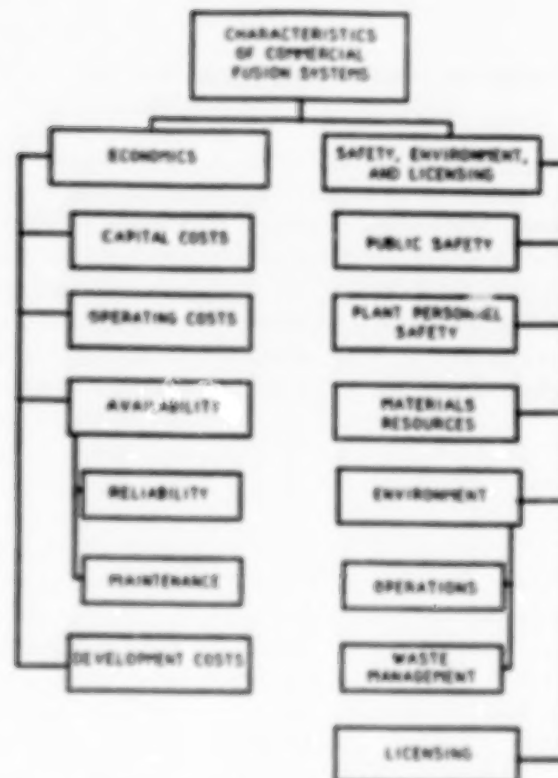 CHARACTERISTICS
OF COMMERCIAL
FUSION SYSTEMS
ECONOMICS
CAPITAL COSTS
OPERATING COSTS
AVAILABILITY
RELIABILITY
MAINTENANCE
DEVELOPMENT COSTS
SAFETY, ENVIRONMENT,
AND LICENSING
PUBLIC SAFETY
PLANT PERSONNEL
SAFETY
MATERIALS
RESOURCES
ENVIRONMENT
OPERATIONS
WASTE
MANAGEMENT
LICENSING